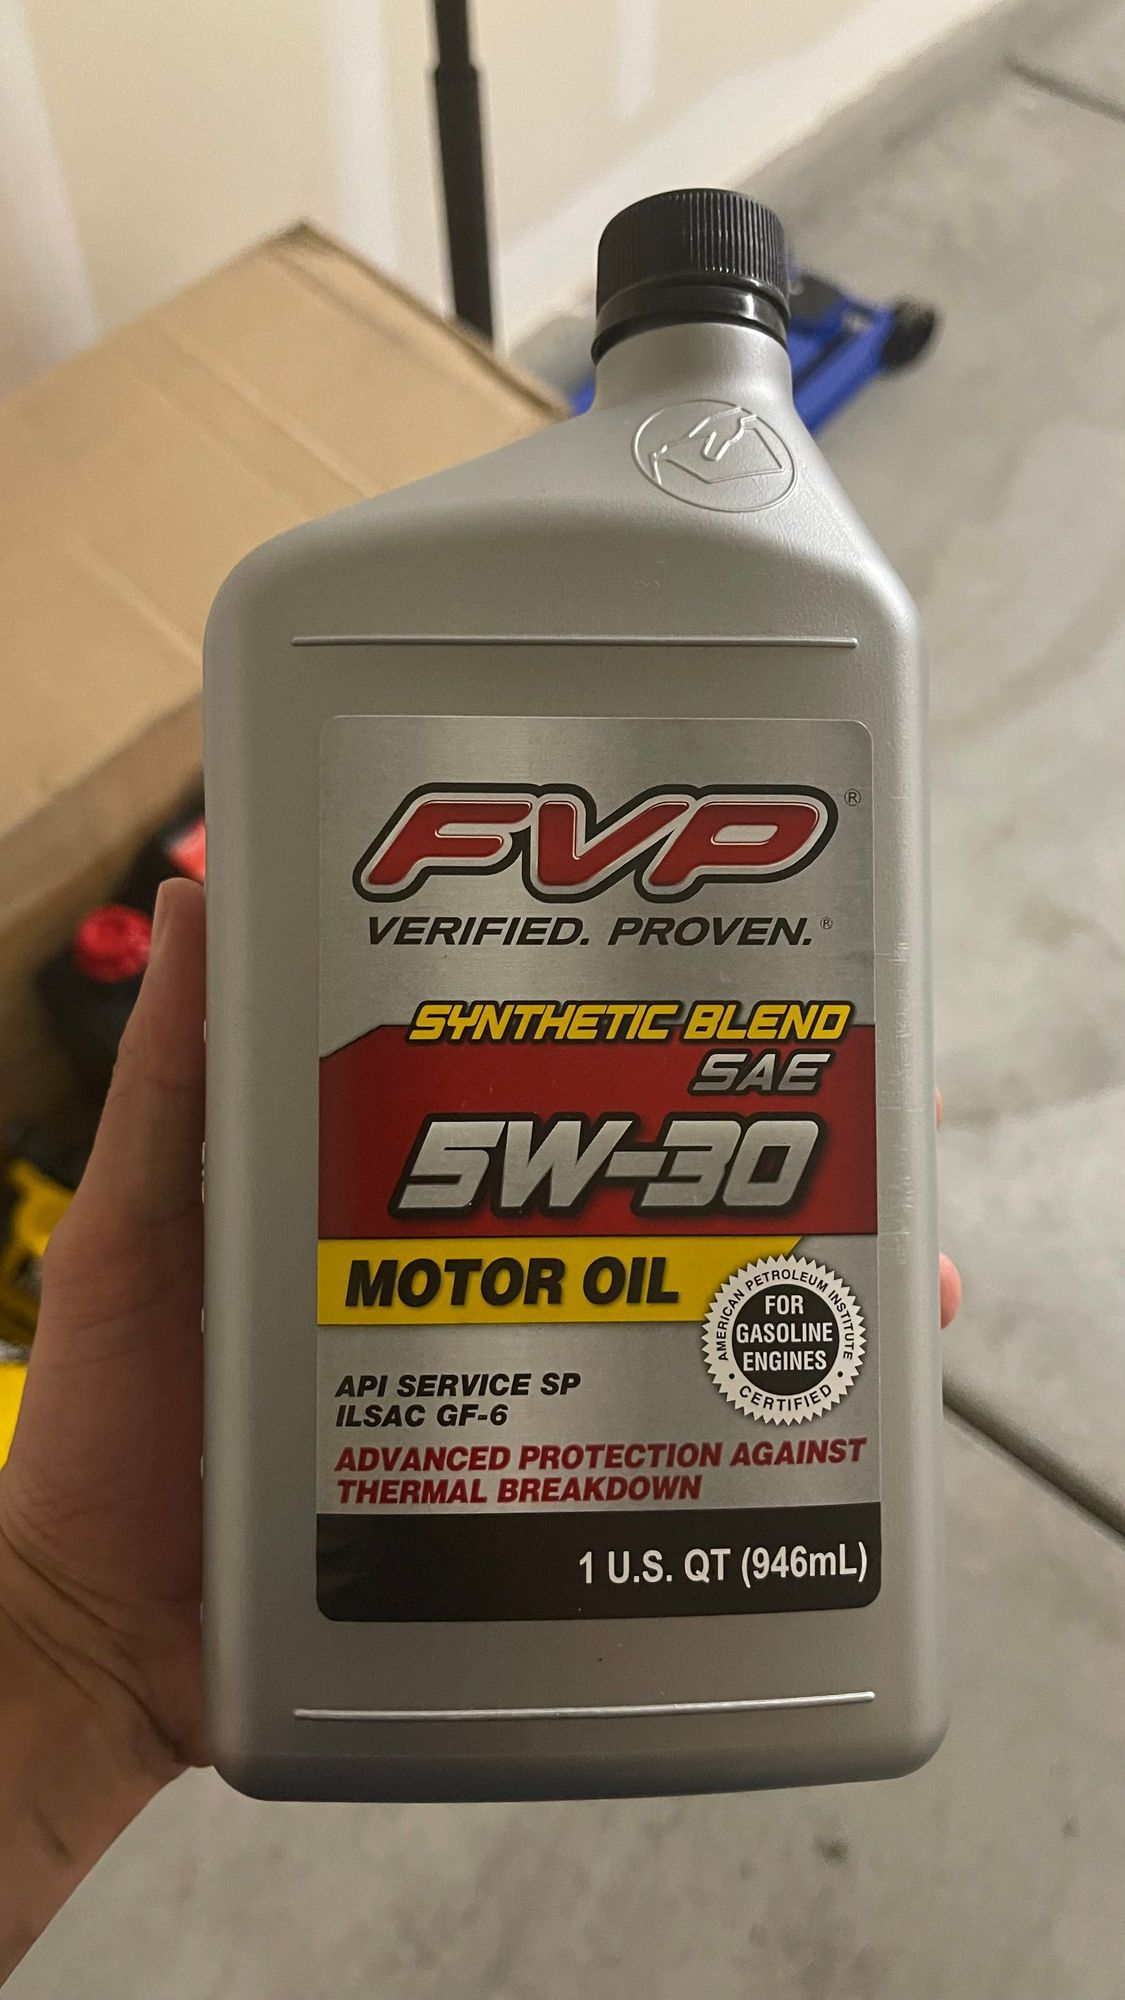 FVP®
VERIFIED. PROVEN.®
SYNTHETIC BLEND
SAE
5W-30
MOTOR OIL
AMERICAN PETROLEUM INSTITUTE
FOR
GASOLINE
ENGINES
CERTIFIED
API SERVICE SP
ILSAC GF-6
ADVANCED PROTECTION AGAINST
THERMAL BREAKDOWN
1 U.S. QT (946mL)